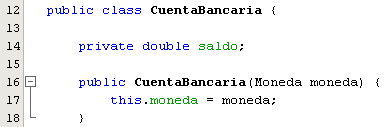 12 public class CuentaBancaria {
13
14 private double saldo;
15
16 public CuentaBancaria(Moneda moneda) {
17 this.moneda = moneda;
18 }